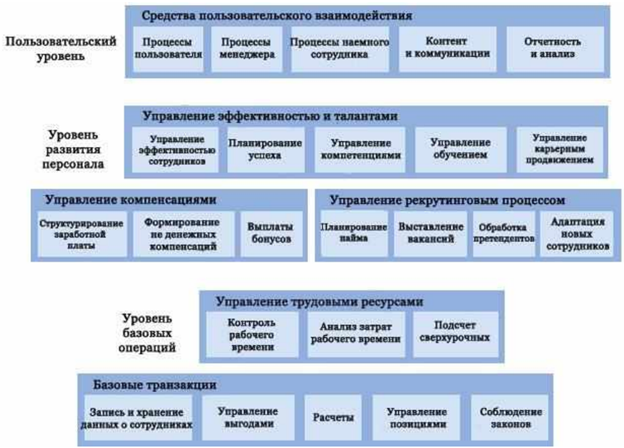 Средства пользовательского взаимодействия
Пользовательский
уровень
Процессы
пользователя
Процессы
менеджера
Процессы наемного
сотрудника
Контент
и коммуникации
Отчетность
и анализ
Управление эффективностью и талантами
Уровень
развития
персонала
Управление
эффективностью
сотрудников
Планирование
успеха
Управление
компетенциями
Управление
обучением
Управление
карьерным
продвижением
Управление компенсациями
Структурирование
заработной
платы
Формирование
не денежных
компенсаций
Выплаты
бонусов
Управление рекрутинговым процессом
Планирование
найма
Выставление
вакансий
Обработка
претендентов
Адаптация
новых
сотрудников
Управление трудовыми ресурсами
Уровень
базовых
операций
Контроль
рабочего
времени
Анализ затрат
рабочего времени
Подсчет
сверхурочных
Базовые транзакции
Запись и хранение
данных о сотрудниках
Управление
выгодами
Расчеты
Управление
позициями
Соблюдение
законов